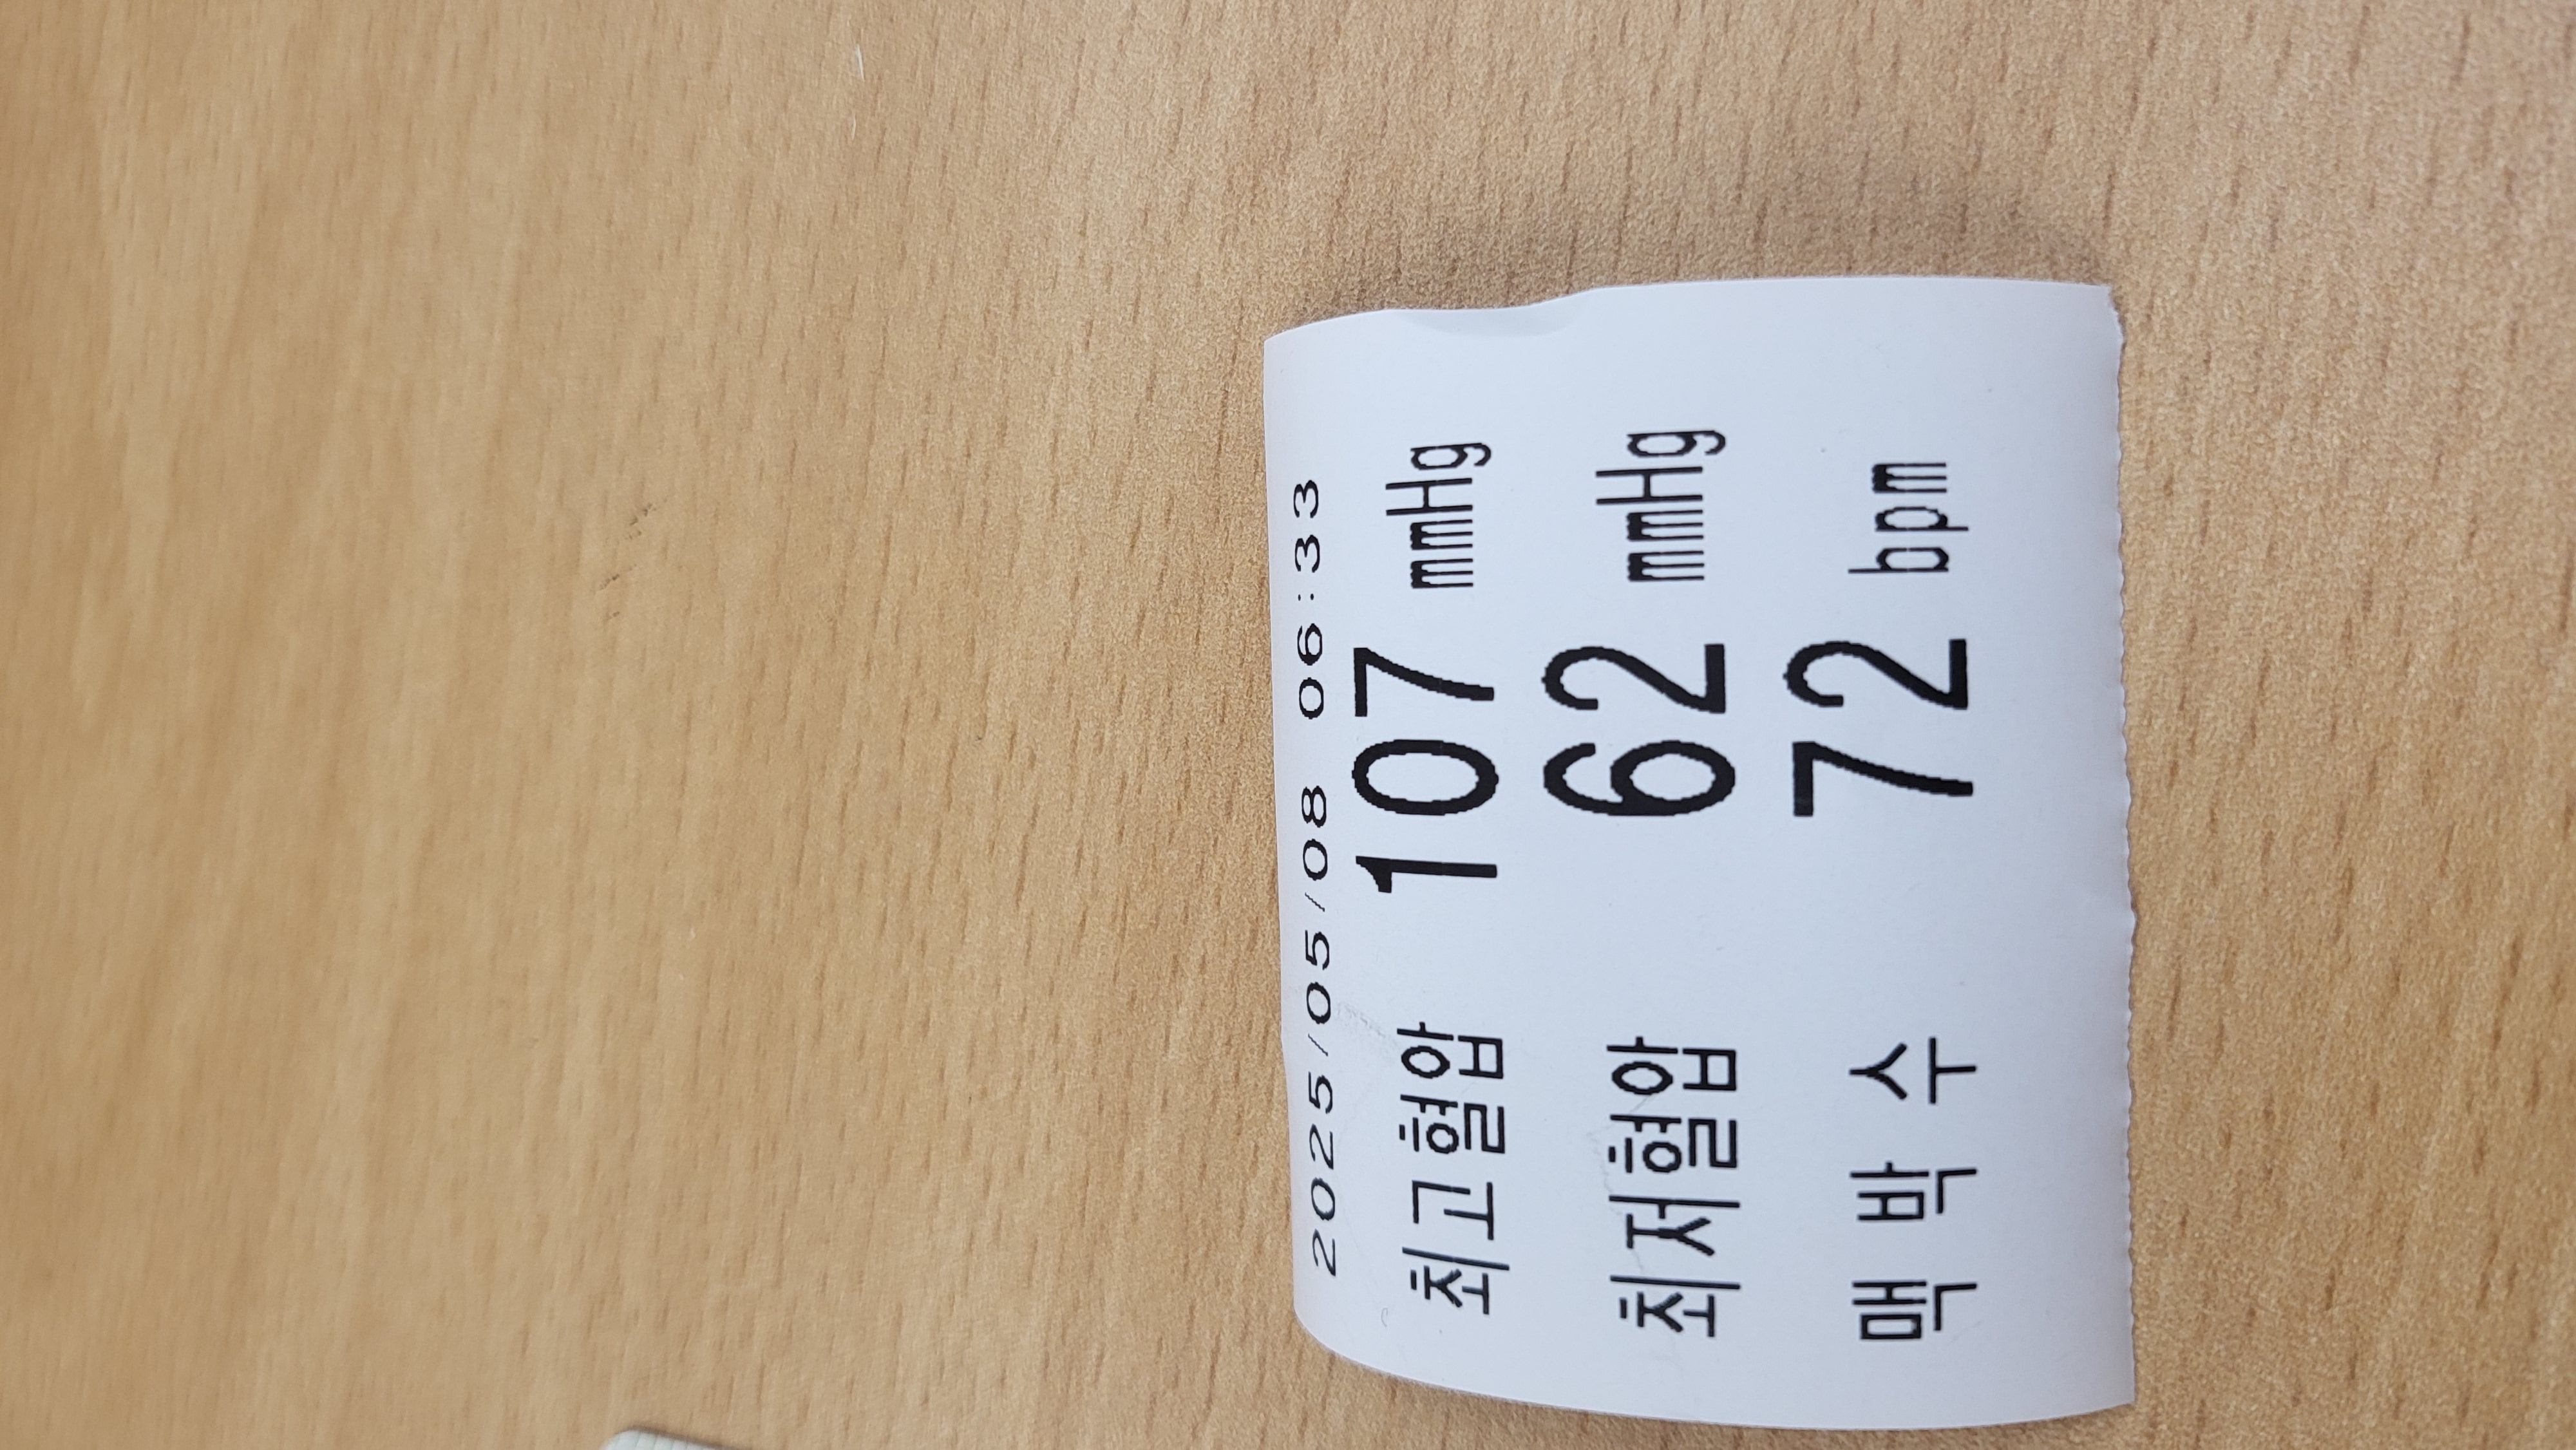 2025/05/08 06:33
최고혈압 107 mmHg
최저혈압 62 mmHg
맥 박 수 72 bpm